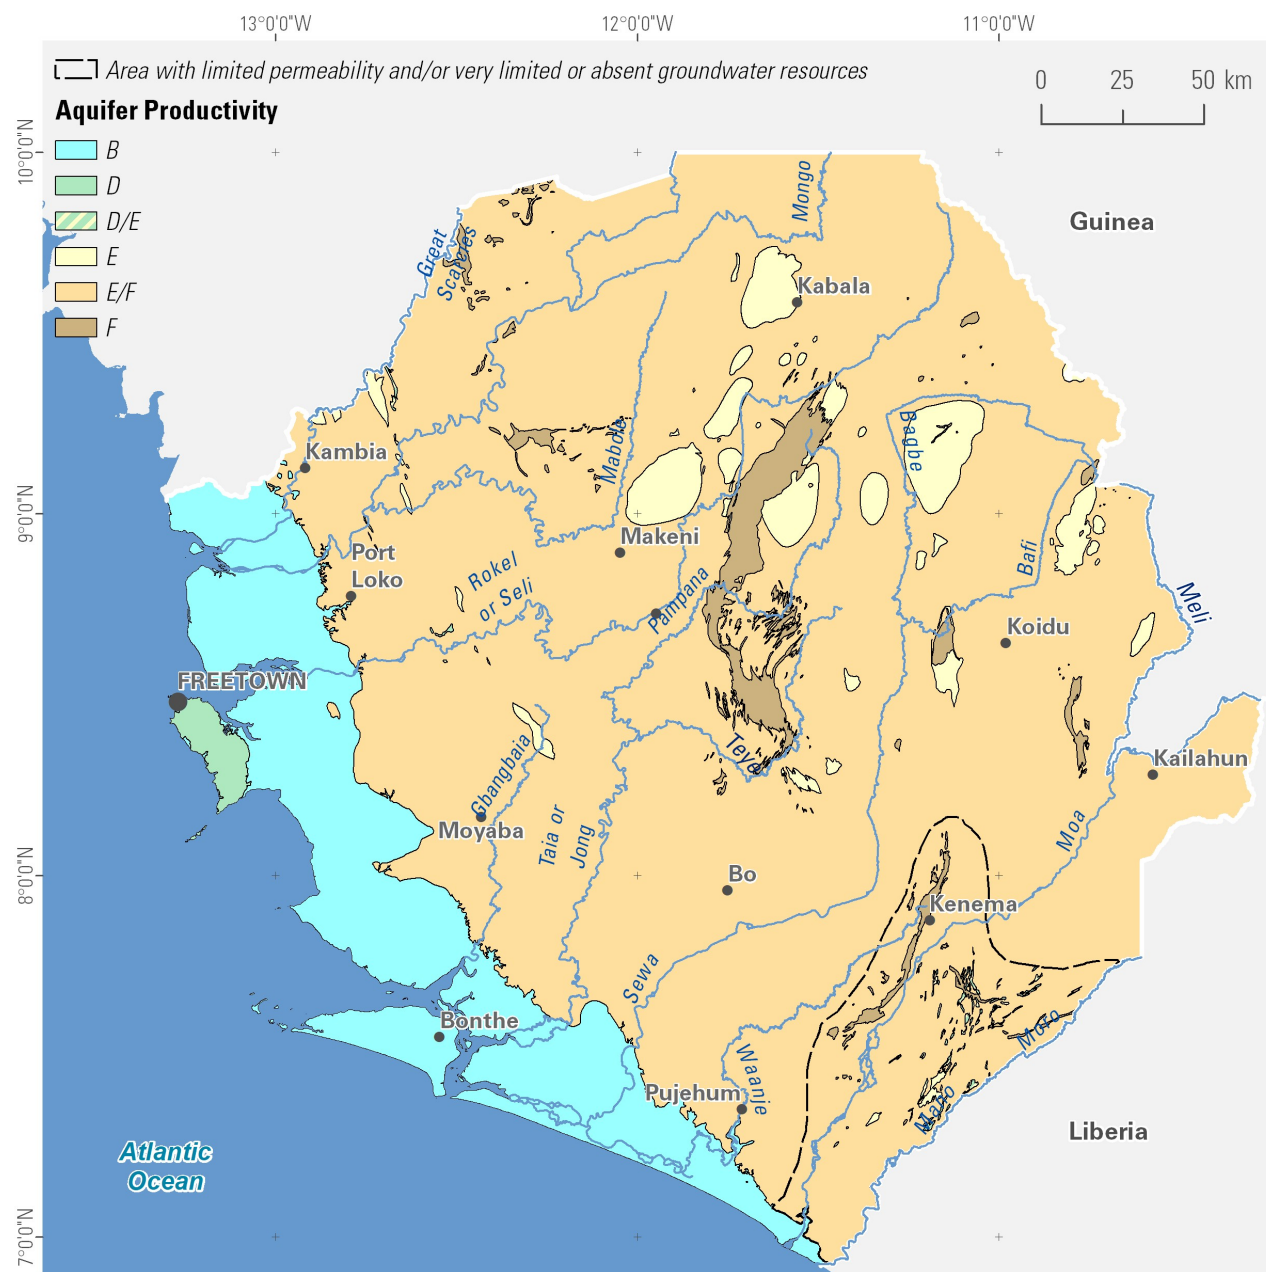 13°0'0"W
12°0'0"W
11°0'0"W
Area with limited permeability and/or very limited or absent groundwater resources
0 25 50 km
Aquifer Productivity
B
D
D/E
E
E/F
F
10°0'0"N
9°0'0"N
8°0'0"N
7°0'0"N
Guinea
Mongo
Great
Scarcies
Kabala
Kambia
Mabole
Bagbe
Makeni
Port
Loko
Rokel
or Seli
Pampana
Bafi
Meli
Koidu
FREETOWN
Teye
Kailahun
Gbangbaia
Moyaba
Taia or
Jong
Moa
Bo
Kenema
Sewa
Bonthe
Moro
Waanje
Pujehum
Mano
Liberia
Atlantic
Ocean